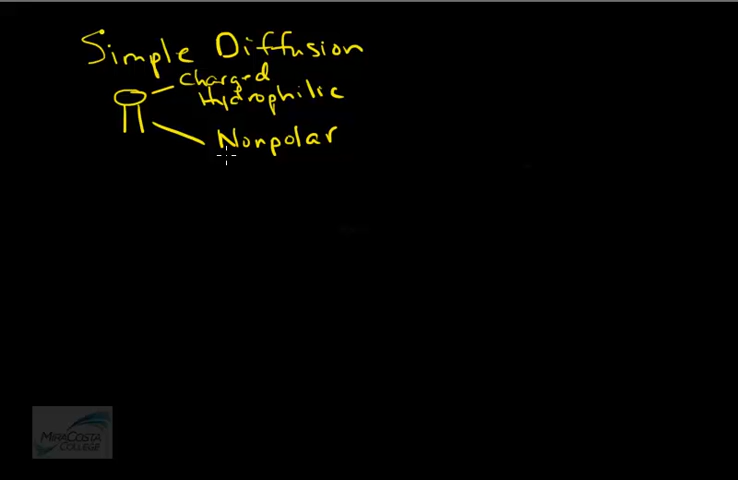 Simple Diffusion
Charged
Hydrophilic
Nonpolar
MIRACOSTA
COLLEGE